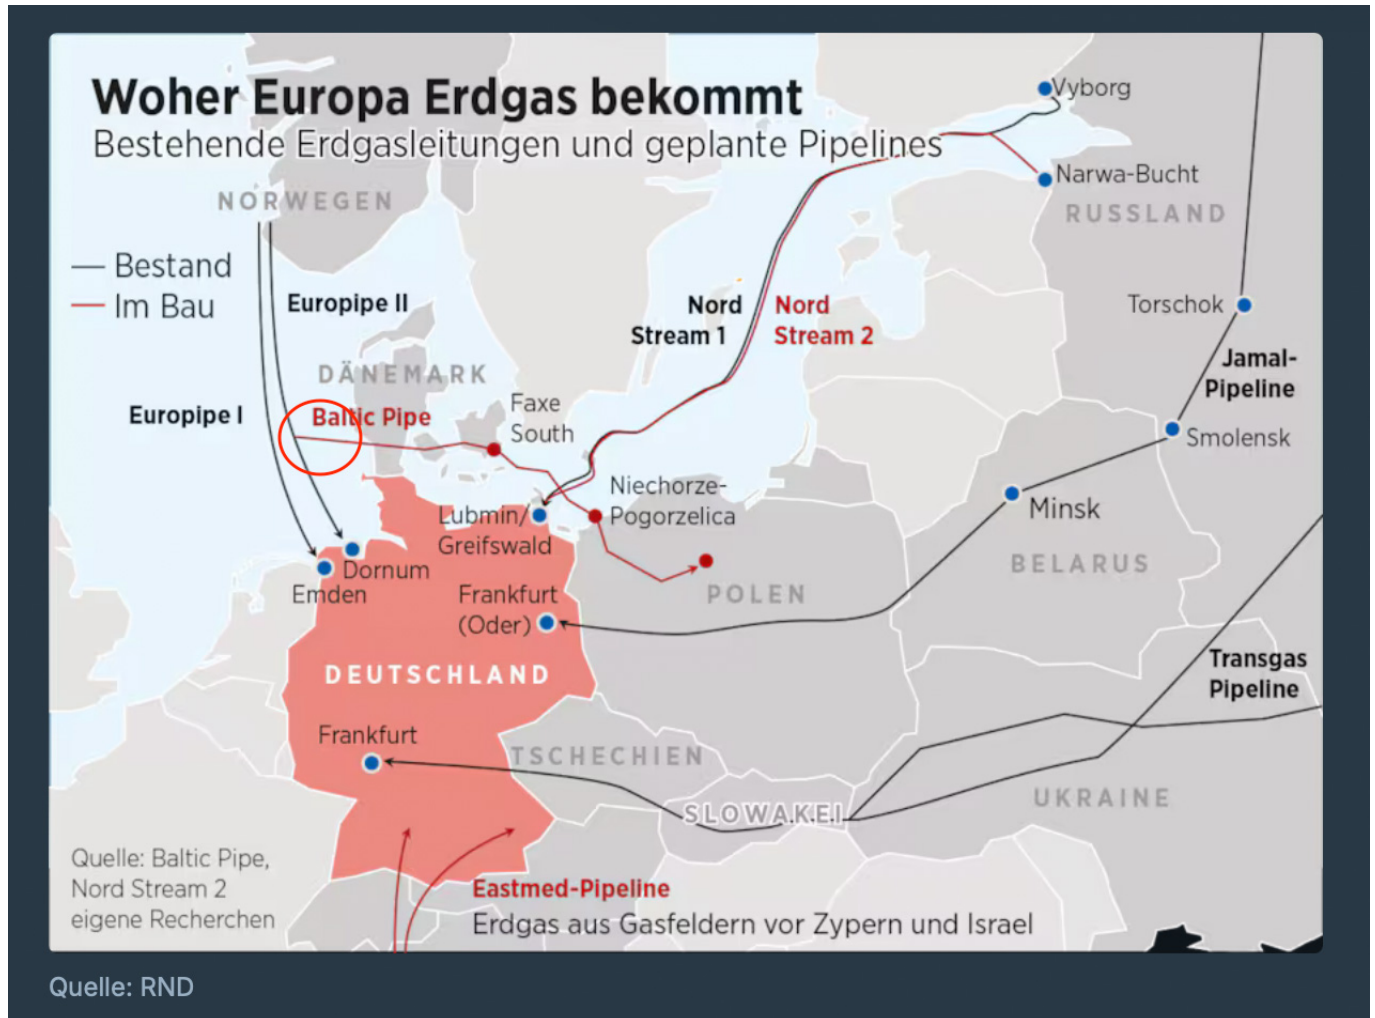 Woher Europa Erdgas bekommt
Bestehende Erdgasleitungen und geplante Pipelines
Vyborg
Narwa-Bucht
NORWEGEN
RUSSLAND
Bestand
Im Bau
Europipe II
Nord
Stream 1
Nord
Stream 2
Torschok
Jamal-
Pipeline
DÄNEMARK
Europipe I
Baltic Pipe
Faxe
South
Smolensk
Niechorze-
Pogorzelica
Lubmin/
Greifswald
Minsk
BELARUS
Dornum
Emden
Frankfurt
(Oder)
POLEN
DEUTSCHLAND
Transgas
Pipeline
Frankfurt
TSCHECHIEN
SLOWAKEI
UKRAINE
Quelle: Baltic Pipe,
Nord Stream 2
eigene Recherchen
Eastmed-Pipeline
Erdgas aus Gasfeldern vor Zypern und Israel
Quelle: RND